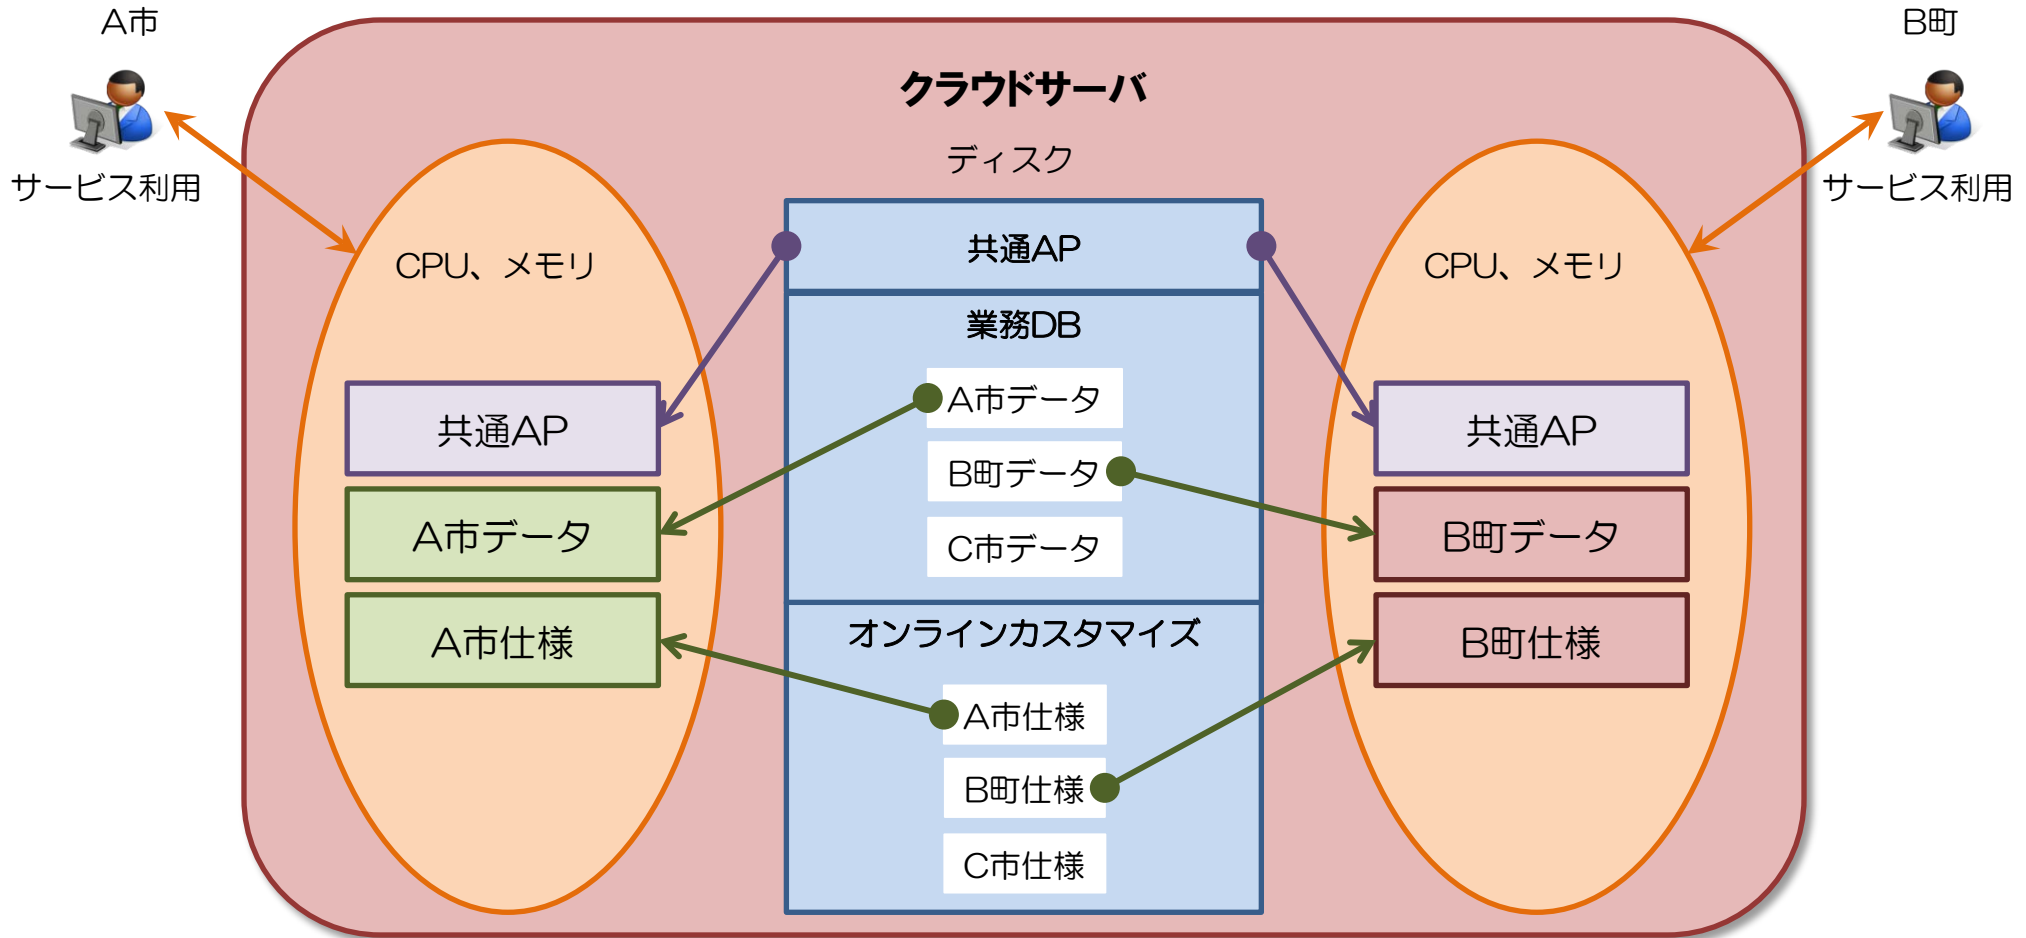 A市
サービス利用
B町
サービス利用
クラウドサーバ
ディスク
CPU、メモリ
共通AP
A市データ
A市仕様
共通AP
業務DB
A市データ
B町データ
C市データ
オンラインカスタマイズ
A市仕様
B町仕様
C市仕様
CPU、メモリ
共通AP
B町データ
B町仕様